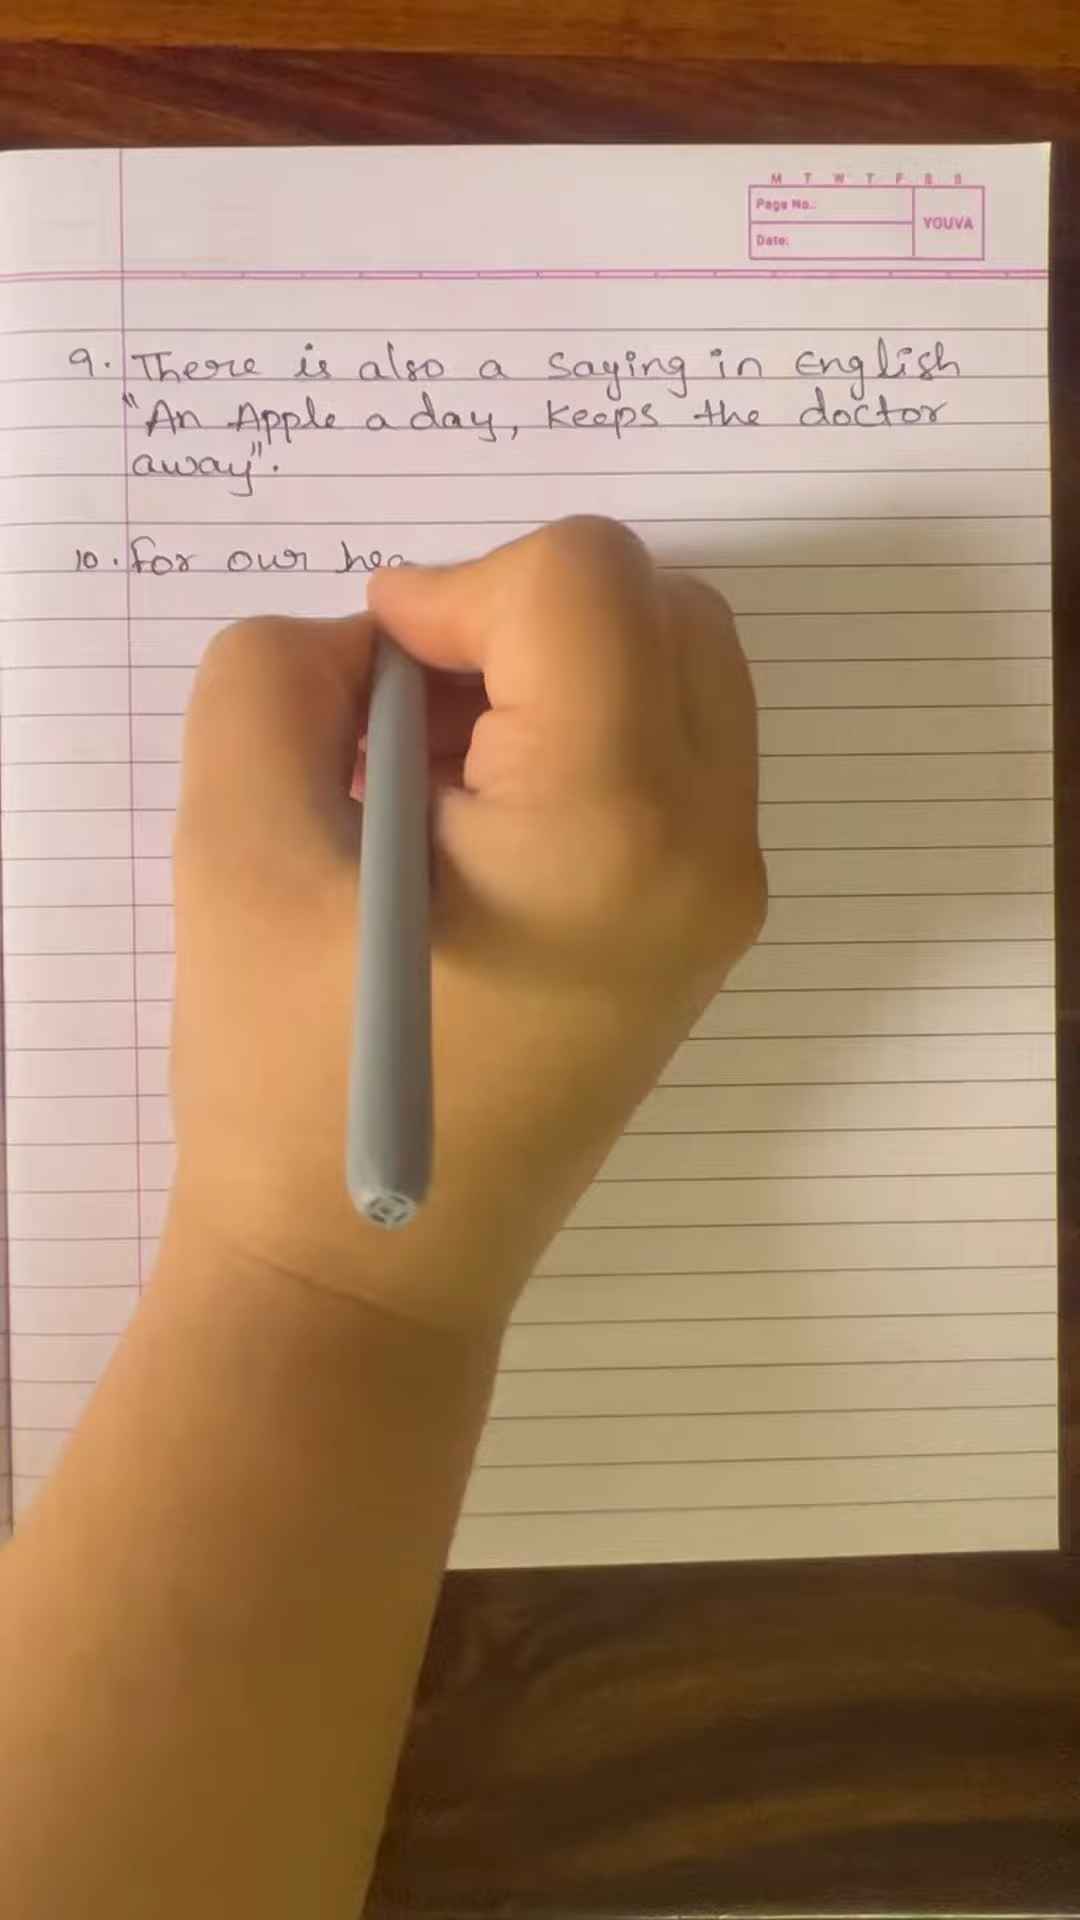 M T W T F S S
Page No.:
YOUVA
Date:
9. There is also a saying in English
"An Apple a day, keeps the doctor
away".
10. for our hea